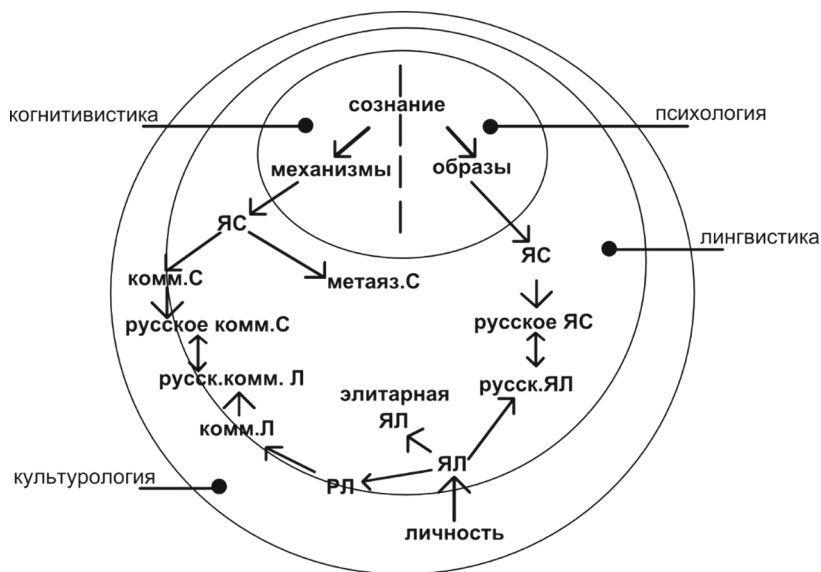 сознание
когнитивистика
психология
механизмы
образы
ЯС
лингвистика
ЯС
комм.С
метаяз.С
русское комм.С
русское ЯС
русск.комм. Л
русск.ЯЛ
элитарная
ЯЛ
комм.Л
ЯЛ
культурология
РЛ
личность